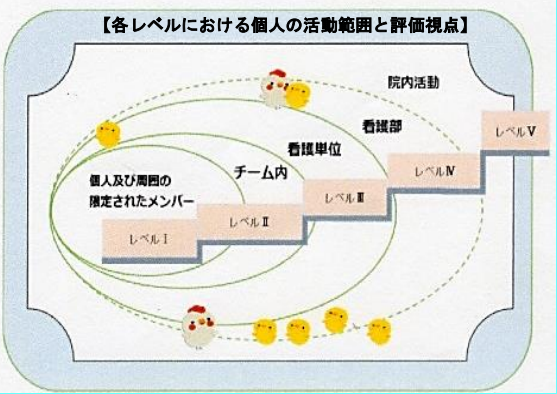 【各レベルにおける個人の活動範囲と評価視点】
院内活動
看護部
看護単位
チーム内
個人及び周囲の
限定されたメンバー
レベルⅠ
レベルⅡ
レベルⅢ
レベルⅣ
レベルⅤ